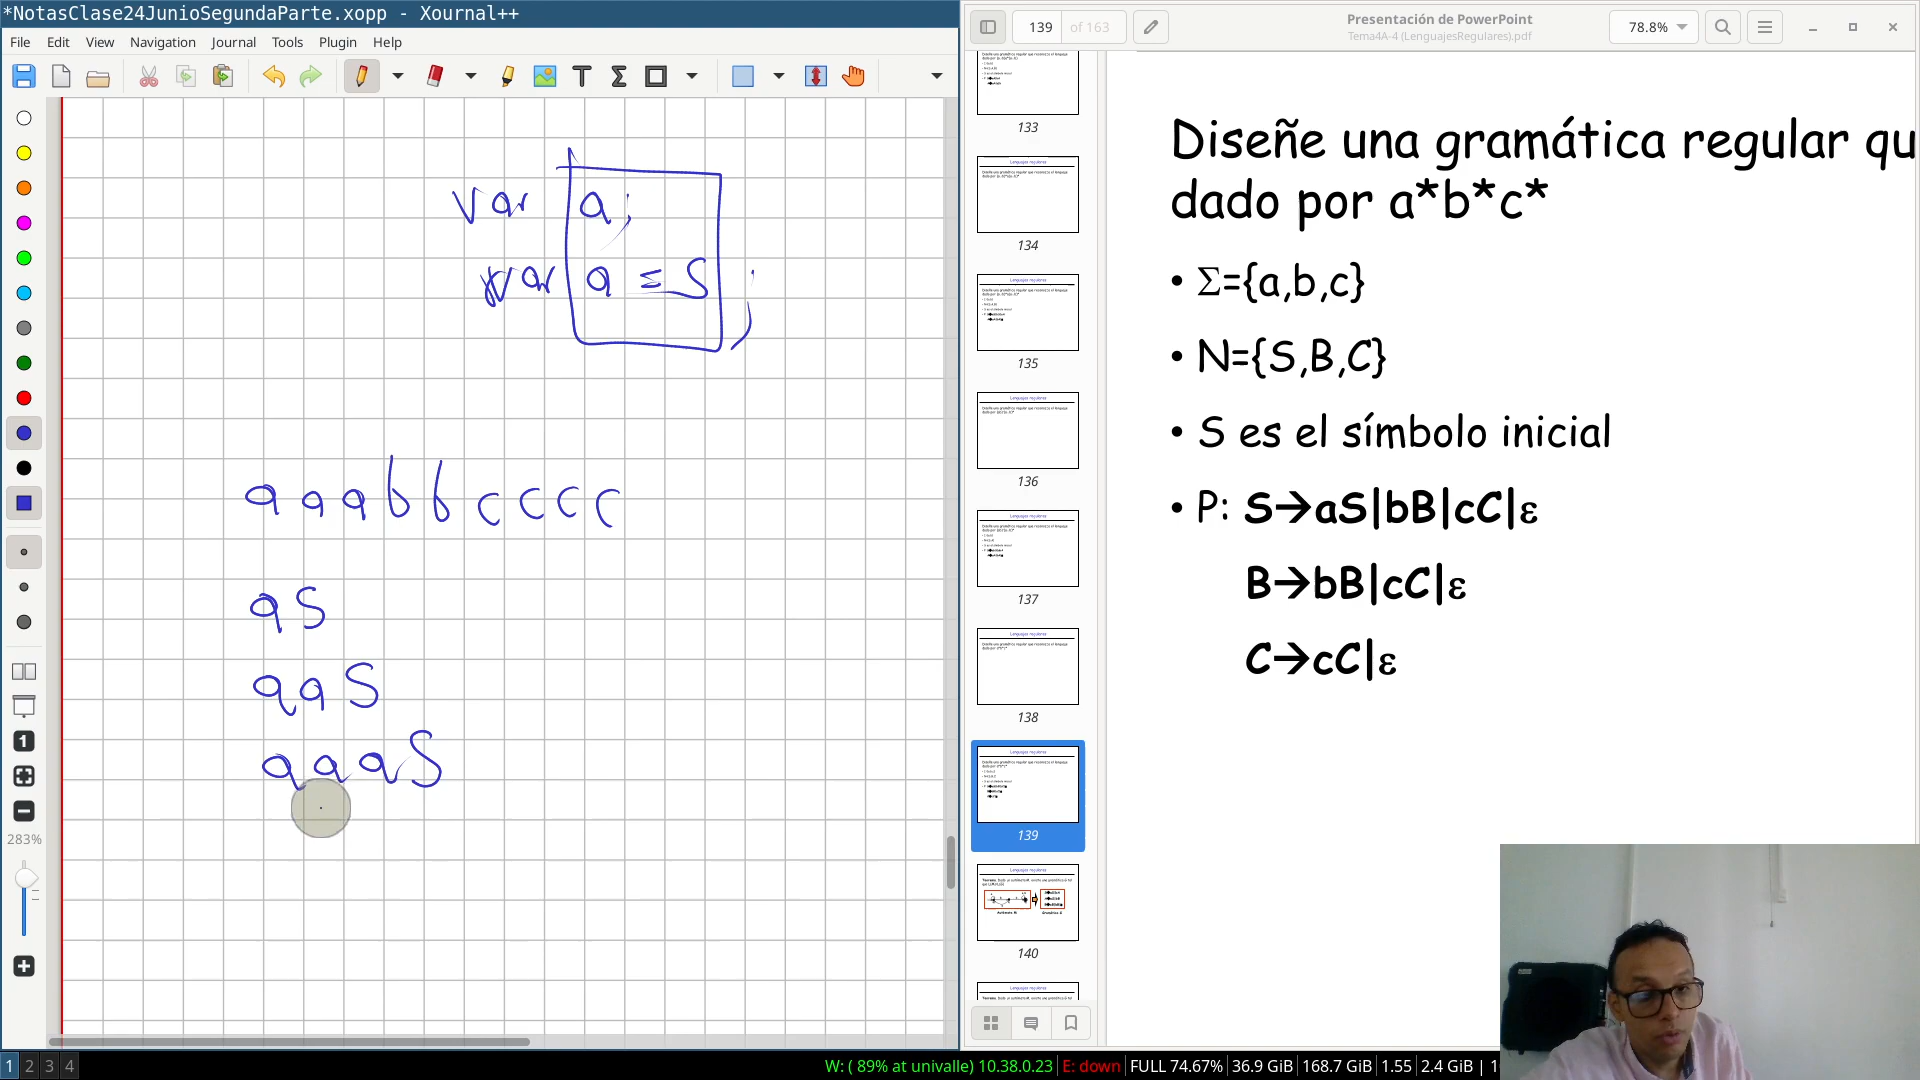 *NotasClase24JunioSegundaParte.xopp - Xournal++
File Edit View Navigation Journal Tools Plugin Help
283%
var a;
var a = S ;
a a a b b c c c c
a S
a a S
a a a S
139 of 163
Presentación de PowerPoint
Tema4A-4 (LenguajesRegulares).pdf
78.8%
133
134
135
136
137
138
139
140
Diseñe una gramática regular qu
dado por a*b*c*
• Σ={a,b,c}
• N={S,B,C}
• S es el símbolo inicial
• P: S→aS|bB|cC|ε
B→bB|cC|ε
C→cC|ε
1 2 3 4
W: ( 89% at univalle) 10.38.0.23 | E: down | FULL 74.67% | 36.9 GiB | 168.7 GiB | 1.55 | 2.4 GiB | 1